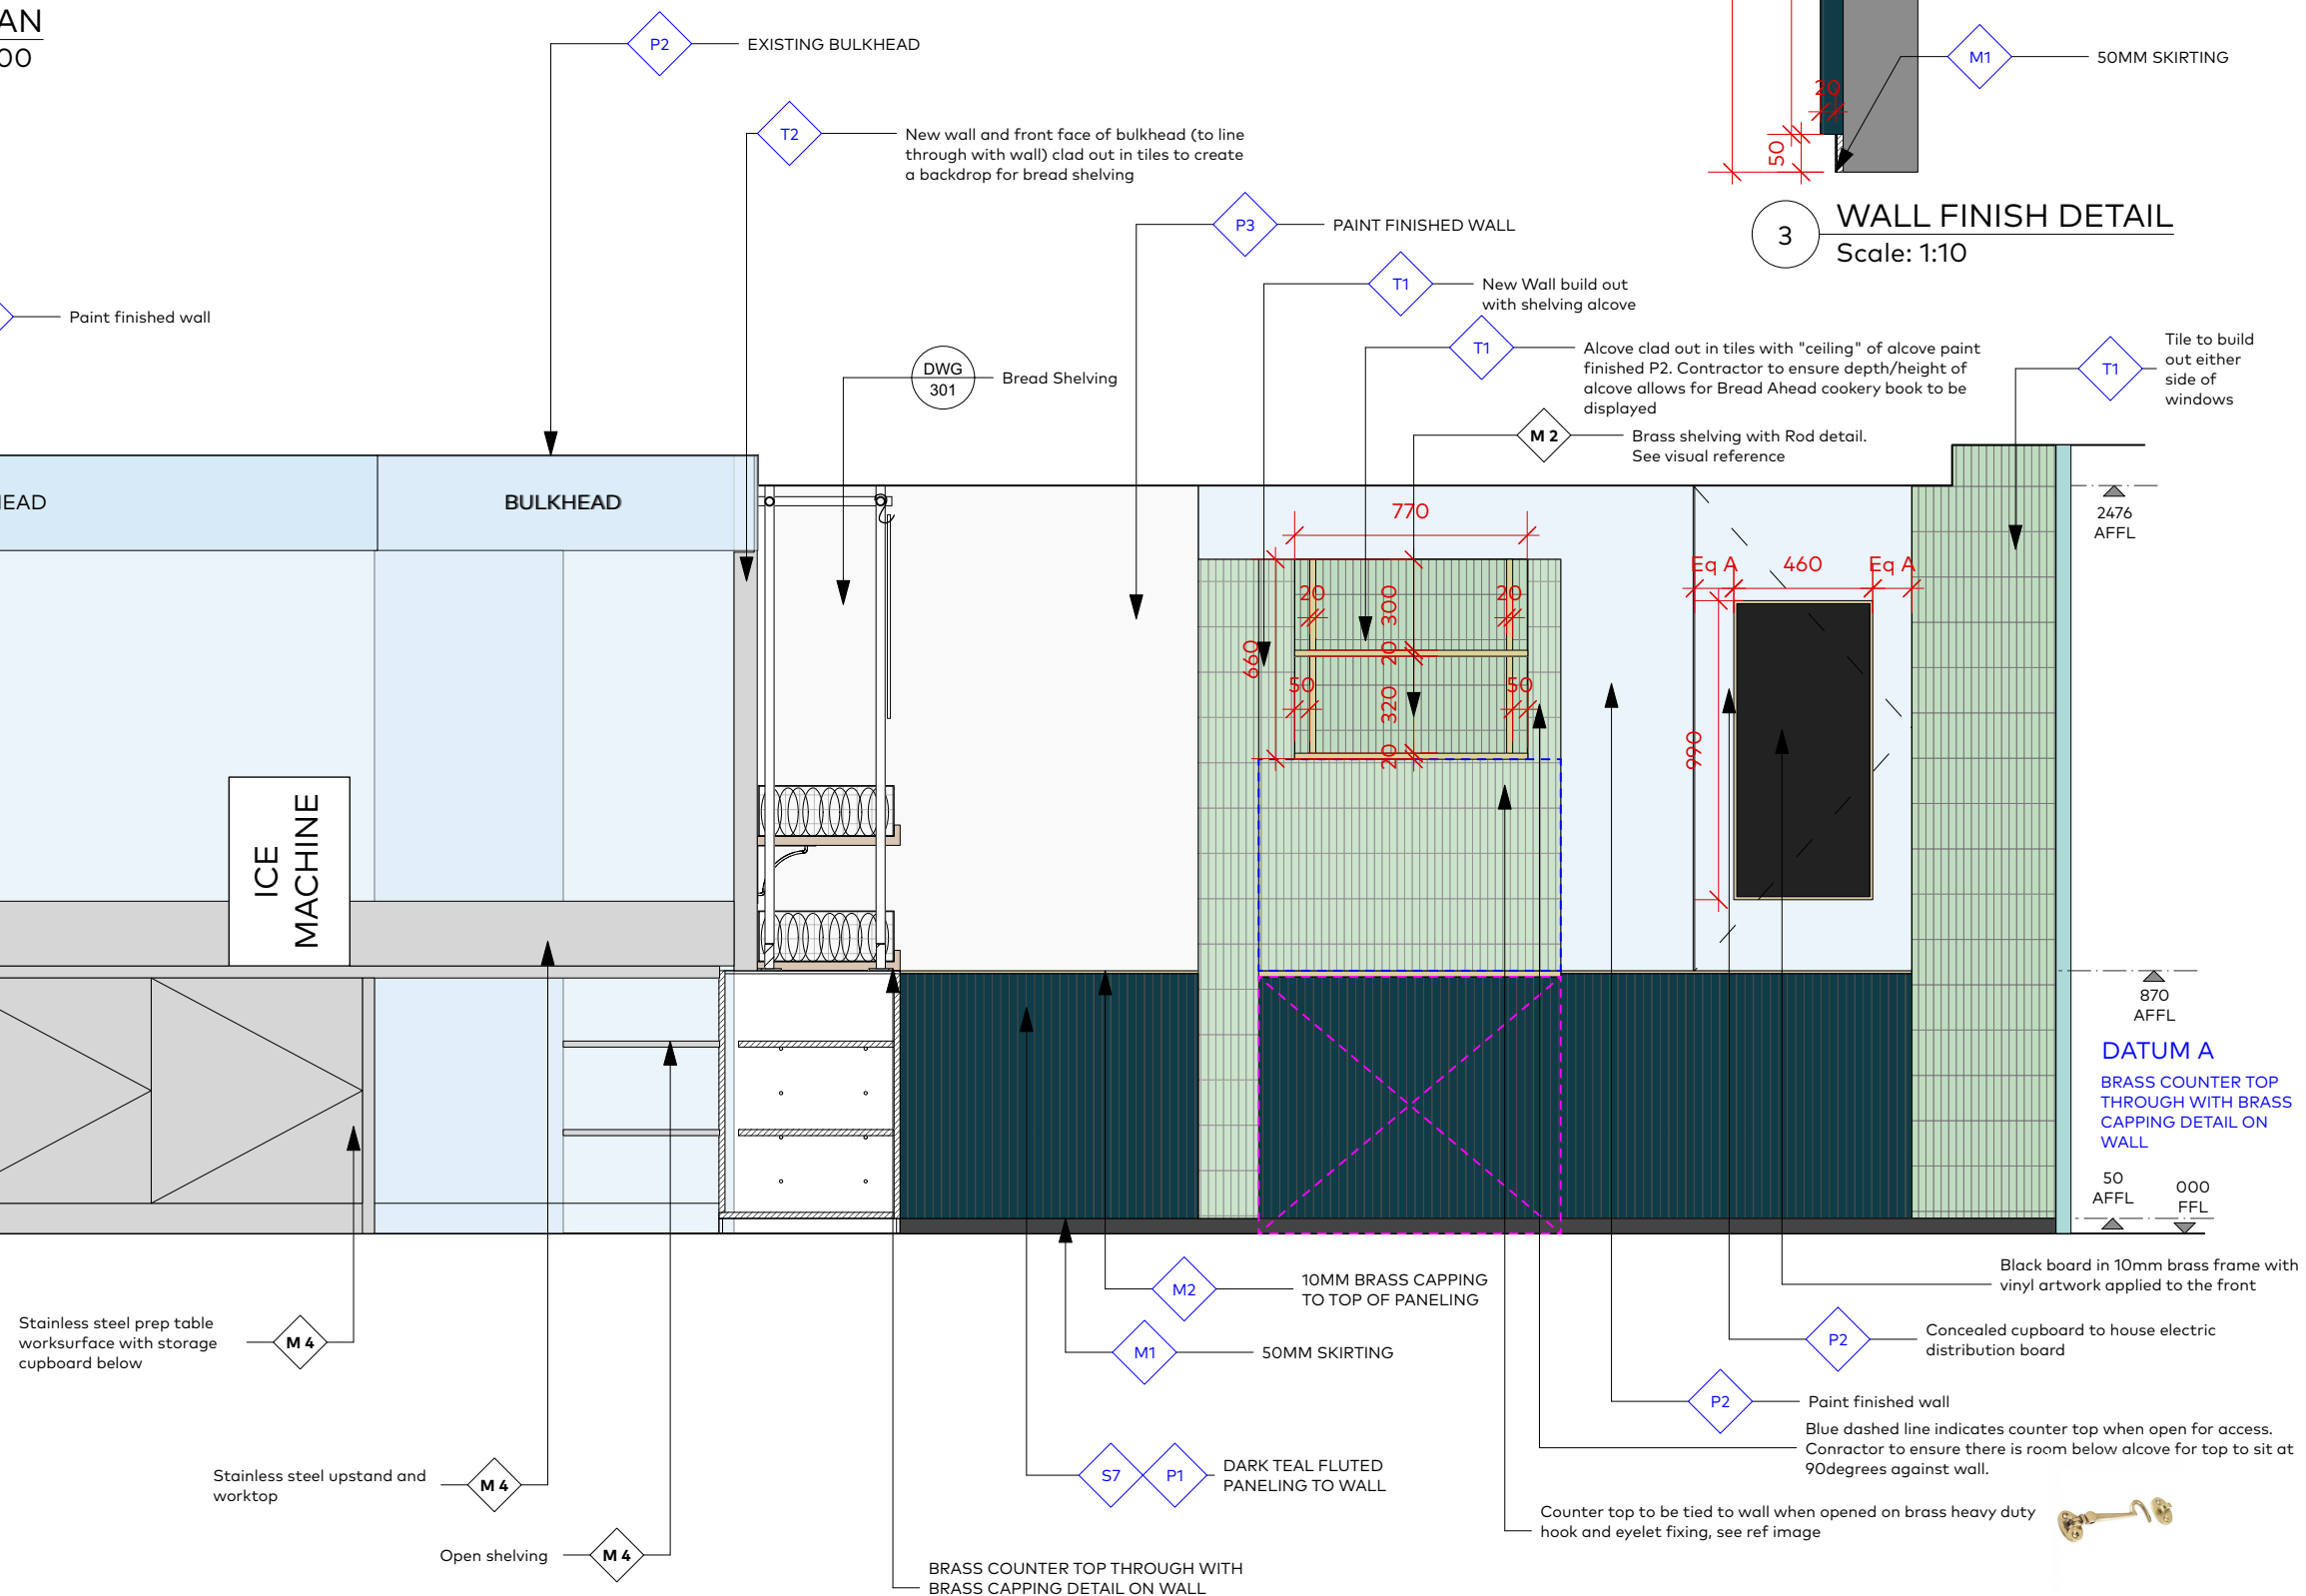 AN
00
P2
EXISTING BULKHEAD
M1
50MM SKIRTING
20
50
T2
New wall and front face of bulkhead (to line
through with wall) clad out in tiles to create
a backdrop for bread shelving
3
WALL FINISH DETAIL
Scale: 1:10
P3
PAINT FINISHED WALL
T1
New Wall build out
with shelving alcove
Paint finished wall
T1
Alcove clad out in tiles with "ceiling" of alcove paint
finished P2. Contractor to ensure depth/height of
alcove allows for Bread Ahead cookery book to be
displayed
T1
Tile to build
out either
side of
windows
DWG
301
Bread Shelving
M 2
Brass shelving with Rod detail.
See visual reference
EAD
BULKHEAD
770
2476
AFFL
Eq A
460
Eq A
20
300
20
660
20
50
320
50
20
990
ICE
MACHINE
870
AFFL
DATUM A
BRASS COUNTER TOP
THROUGH WITH BRASS
CAPPING DETAIL ON
WALL
50
AFFL
000
FFL
Black board in 10mm brass frame with
vinyl artwork applied to the front
M2
10MM BRASS CAPPING
TO TOP OF PANELING
Stainless steel prep table
worksurface with storage
cupboard below
M 4
M1
50MM SKIRTING
P2
Concealed cupboard to house electric
distribution board
P2
Paint finished wall
Blue dashed line indicates counter top when open for access.
Conractor to ensure there is room below alcove for top to sit at
90degrees against wall.
Stainless steel upstand and
worktop
M 4
S7
P1
DARK TEAL FLUTED
PANELING TO WALL
Counter top to be tied to wall when opened on brass heavy duty
hook and eyelet fixing, see ref image
Open shelving
M 4
BRASS COUNTER TOP THROUGH WITH
BRASS CAPPING DETAIL ON WALL